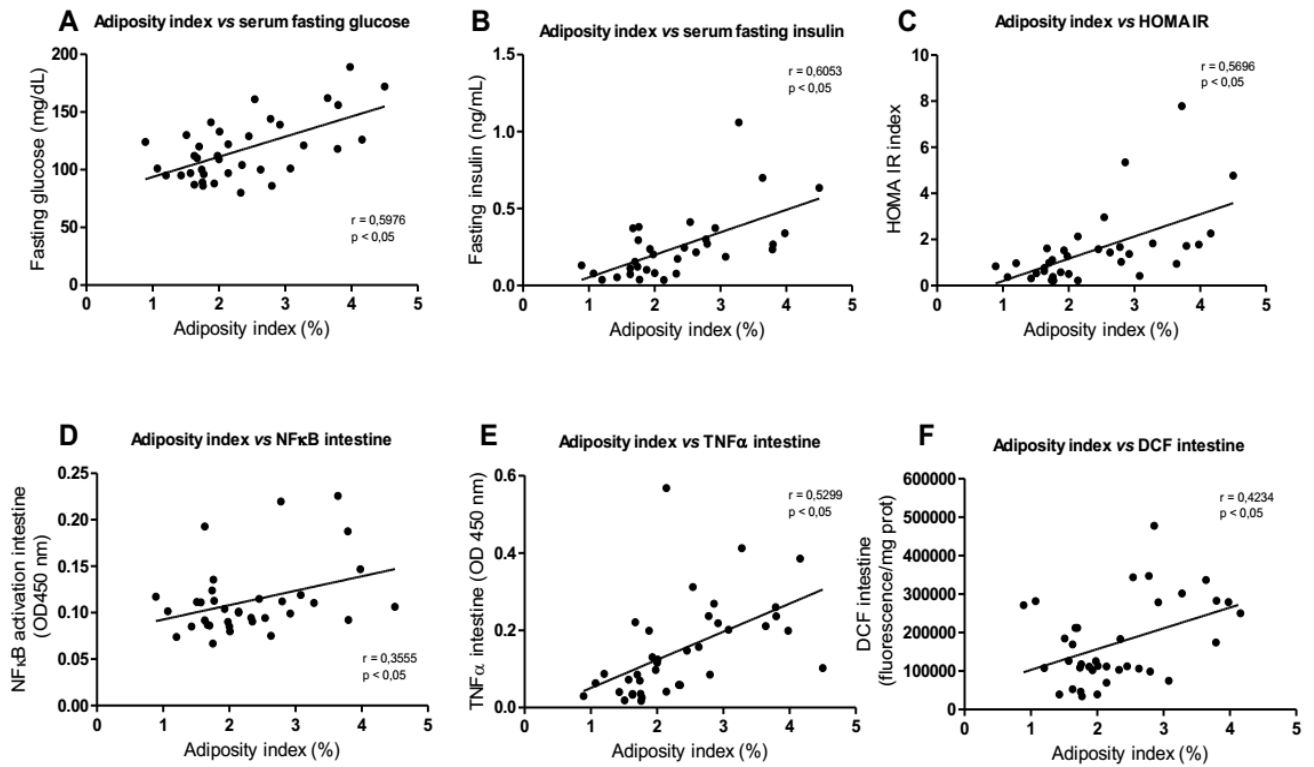 A
Adiposity index vs serum fasting glucose
Fasting glucose (mg/dL)
200
150
100
50
0
r = 0,5976
p < 0,05
0 1 2 3 4 5
Adiposity index (%)
B
Adiposity index vs serum fasting insulin
Fasting insulin (ng/mL)
1.5
1.0
0.5
0.0
r = 0,6053
p < 0,05
0 1 2 3 4 5
Adiposity index (%)
C
Adiposity index vs HOMA IR
HOMA IR index
10
8
6
4
2
0
r = 0,5696
p < 0,05
0 1 2 3 4 5
Adiposity index (%)
D
Adiposity index vs NFκB intestine
NFκB activation intestine
(OD450 nm)
0.25
0.20
0.15
0.10
0.05
0.00
r = 0,3555
p < 0,05
0 1 2 3 4 5
Adiposity index (%)
E
Adiposity index vs TNFα intestine
TNFα intestine (OD 450 nm)
0.6
0.4
0.2
0.0
r = 0,5299
p < 0,05
0 1 2 3 4 5
Adiposity index (%)
F
Adiposity index vs DCF intestine
DCF intestine
(fluorescence/mg prot)
600000
500000
400000
300000
200000
100000
0
r = 0,4234
p < 0,05
0 1 2 3 4 5
Adiposity index (%)